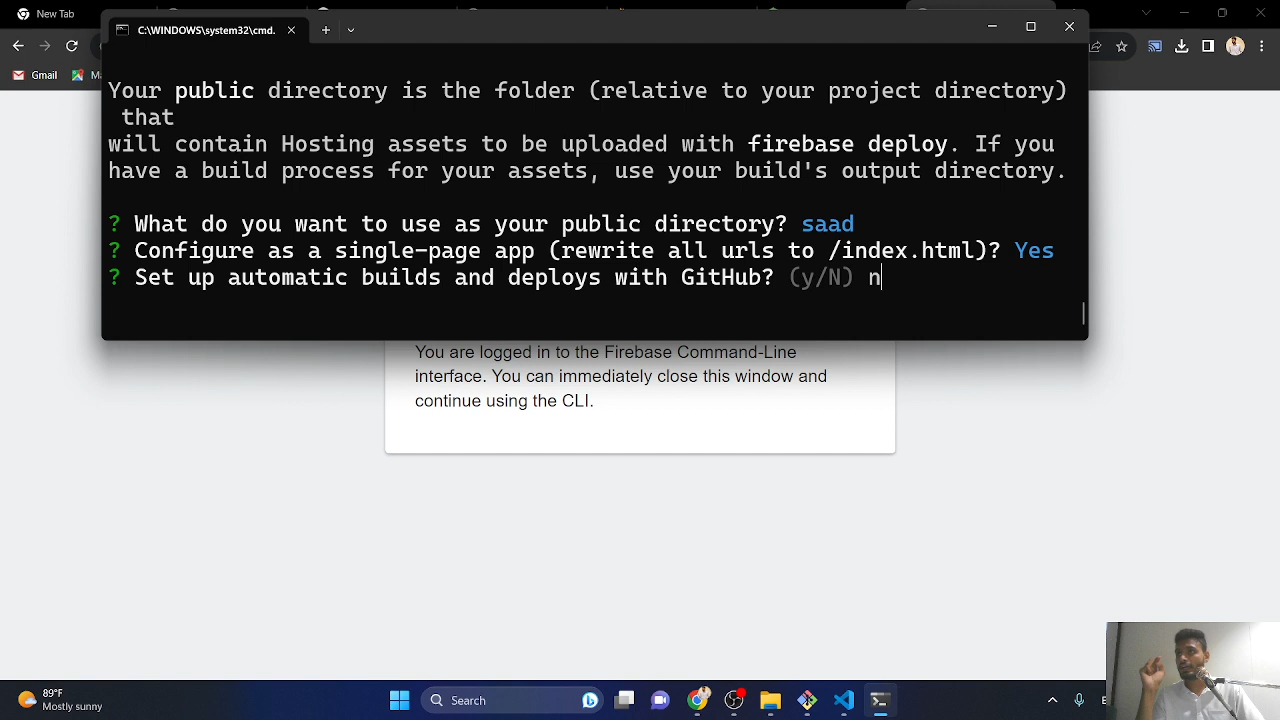 New Tab
C:\WINDOWS\system32\cmd.
Gmail
Your public directory is the folder (relative to your project directory)
that
will contain Hosting assets to be uploaded with firebase deploy. If you
have a build process for your assets, use your build's output directory.
? What do you want to use as your public directory? saad
? Configure as a single-page app (rewrite all urls to /index.html)? Yes
? Set up automatic builds and deploys with GitHub? (y/N) n
You are logged in to the Firebase Command-Line
interface. You can immediately close this window and
continue using the CLI.
89°F
Mostly sunny
Search